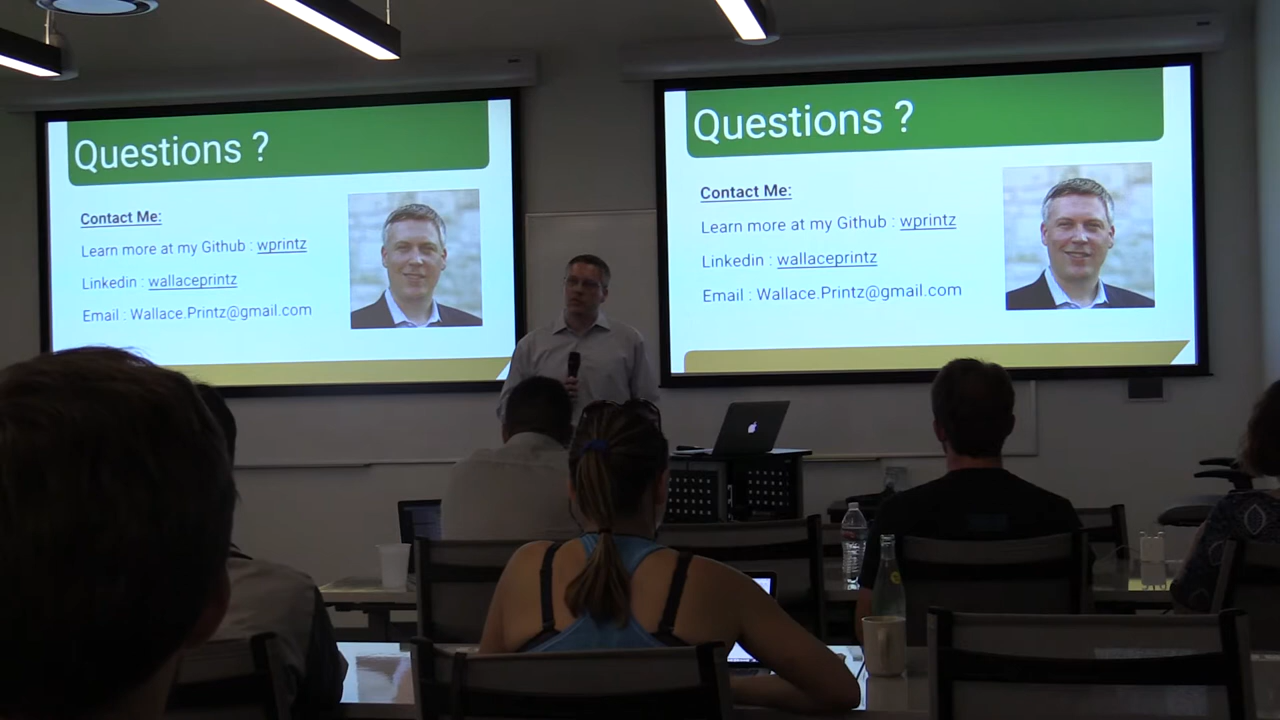 Questions ?
Contact Me:
Learn more at my Github : wprintz
Linkedin : wallaceprintz
Email : Wallace.Printz@gmail.com
Questions ?
Contact Me:
Learn more at my Github : wprintz
Linkedin : wallaceprintz
Email : Wallace.Printz@gmail.com